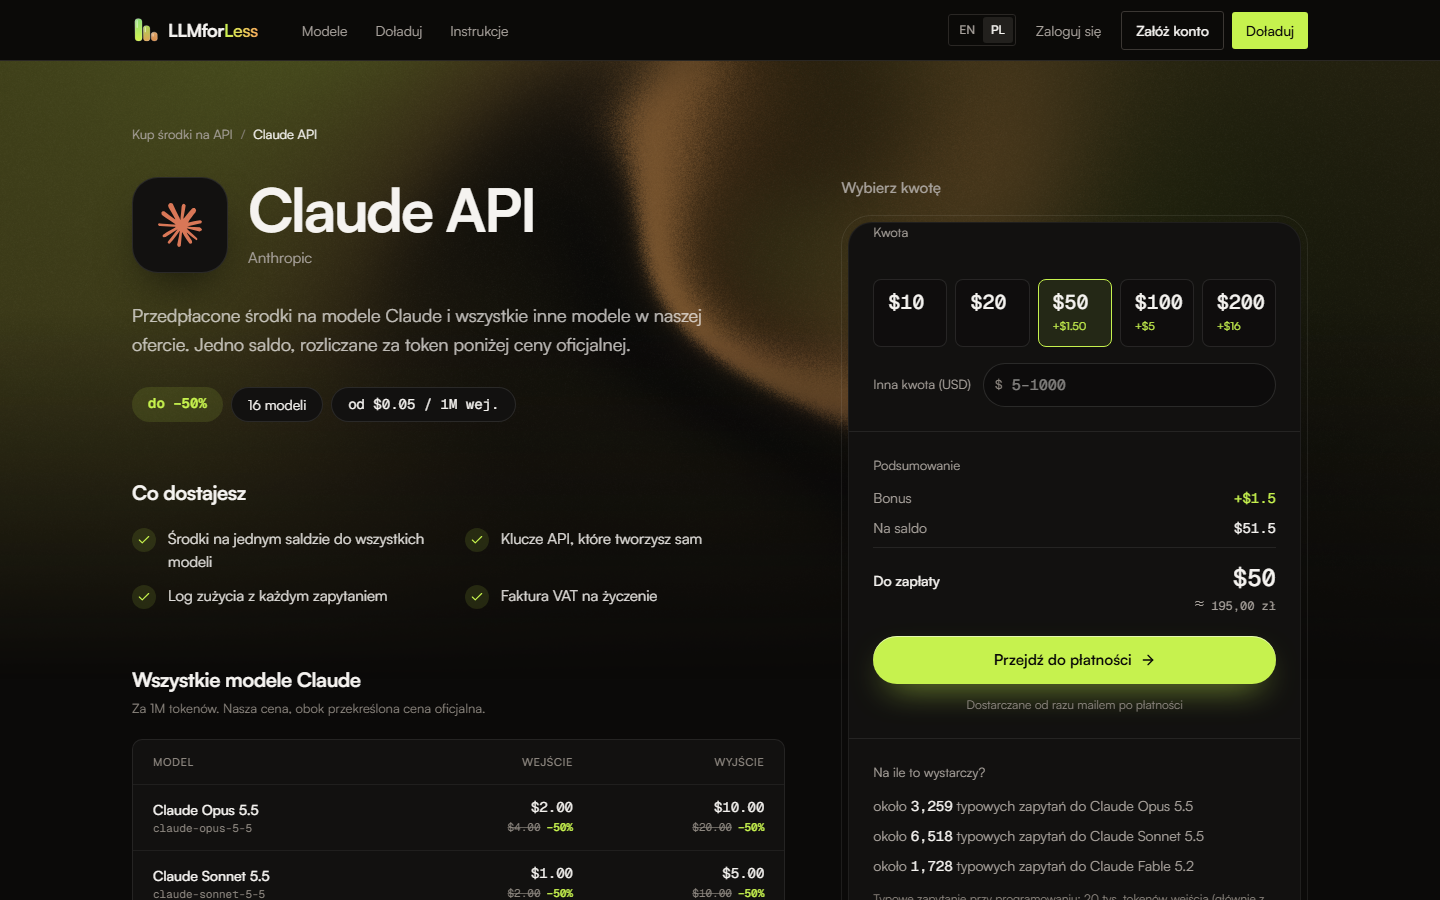 LLMforLess
Modele
Doładuj
Instrukcje
EN
PL
Zaloguj się
Załóż konto
Doładuj
Kup środki na API / Claude API
Claude API
Anthropic
Przedpłacone środki na modele Claude i wszystkie inne modele w naszej
ofercie. Jedno saldo, rozliczane za token poniżej ceny oficjalnej.
do -50%
16 modeli
od $0.05 / 1M wej.
Co dostajesz
Środki na jednym saldzie do wszystkich
modeli
Klucze API, które tworzysz sam
Log zużycia z każdym zapytaniem
Faktura VAT na życzenie
Wszystkie modele Claude
Za 1M tokenów. Nasza cena, obok przekreślona cena oficjalna.
MODEL WEJŚCIE WYJŚCIE
Claude Opus 5.5 $2.00 $10.00
claude-opus-5-5 $4.00 -50% $20.00 -50%
Claude Sonnet 5.5 $1.00 $5.00
claude-sonnet-5-5 $2.00 -50% $10.00 -50%
Wybierz kwotę
Kwota
$10
$20
$50
+$1.50
$100
+$5
$200
+$16
Inna kwota (USD) $ 5-1000
Podsumowanie
Bonus +$1.5
Na saldo $51.5
Do zapłaty $50
≈ 195,00 zł
Przejdź do płatności →
Dostarczane od razu mailem po płatności
Na ile to wystarczy?
około 3,259 typowych zapytań do Claude Opus 5.5
około 6,518 typowych zapytań do Claude Sonnet 5.5
około 1,728 typowych zapytań do Claude Fable 5.2
Typowe zapytanie przy programowaniu: 20 tys. tokenów wejścia (głównie z